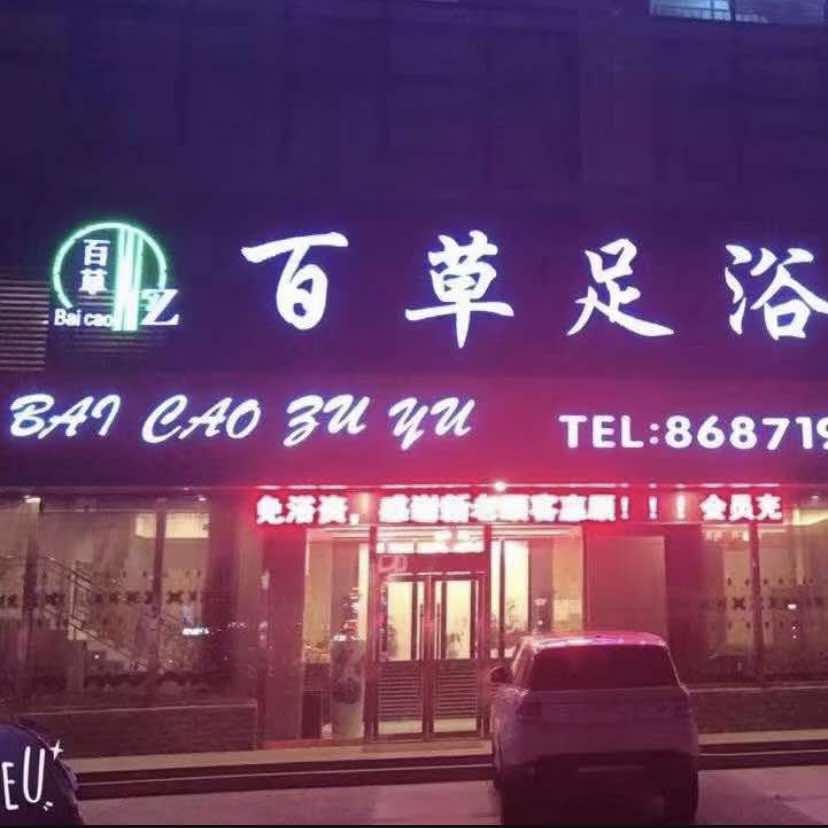 百草
Bai cao
Z
百草足浴
BAI CAO ZU YU
TEL:868719
免浴资，感谢新老顾客惠顾！！！会员充
EU